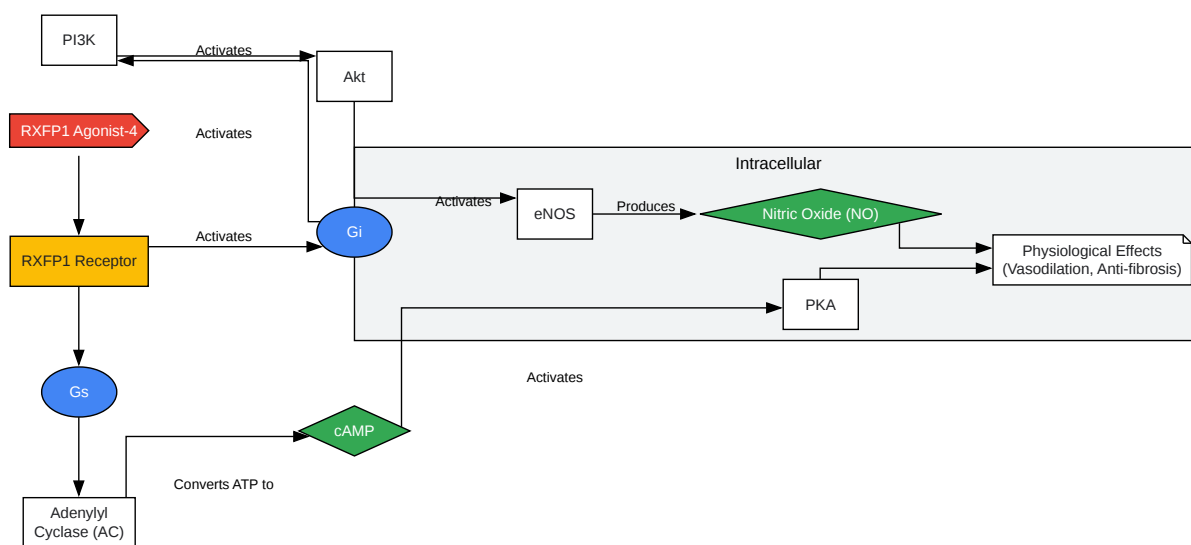 PI3K
Activates
Akt
RXFP1 Agonist-4
Activates
Intracellular
Activates
eNOS
Produces
Nitric Oxide (NO)
RXFP1 Receptor
Activates
Gi
Physiological Effects
(Vasodilation, Anti-fibrosis)
PKA
Activates
Gs
cAMP
Converts ATP to
Adenylyl
Cyclase (AC)